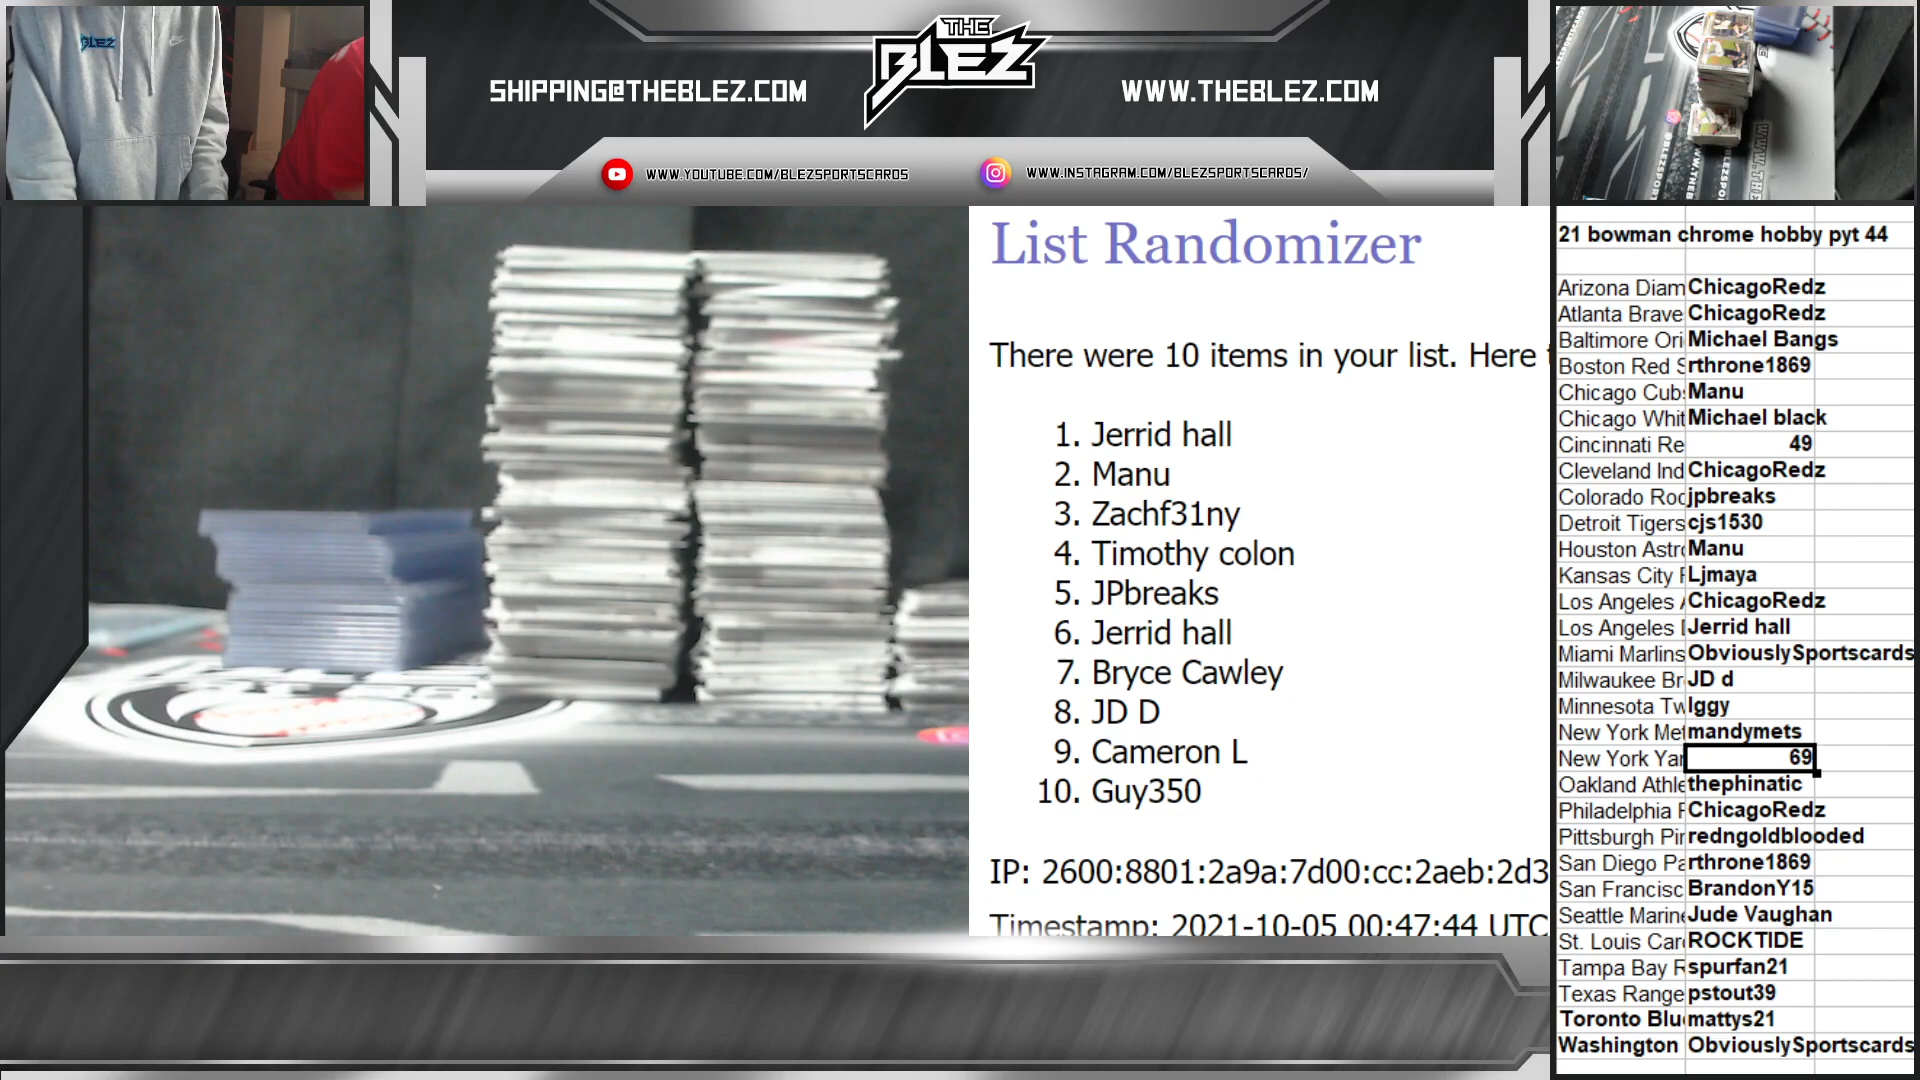 BLEZ
THE
BLEZ
SHIPPING@THEBLEZ.COM
WWW.THEBLEZ.COM
WWW.YOUTUBE.COM/BLEZSPORTSCARDS
WWW.INSTAGRAM.COM/BLEZSPORTSCARDS/
List Randomizer
There were 10 items in your list. Here
1. Jerrid hall
2. Manu
3. Zachf31ny
4. Timothy colon
5. JPbreaks
6. Jerrid hall
7. Bryce Cawley
8. JD D
9. Cameron L
10. Guy350
IP: 2600:8801:2a9a:7d00:cc:2aeb:2d3
Timestamp: 2021-10-05 00:47:44 UTC
21 bowman chrome hobby pyt 44
Arizona Diam ChicagoRedz
Atlanta Brave ChicagoRedz
Baltimore Ori Michael Bangs
Boston Red S rthrone1869
Chicago Cubs Manu
Chicago Whit Michael black
Cincinnati Re 49
Cleveland Ind ChicagoRedz
Colorado Roc jpbreaks
Detroit Tigers cjs1530
Houston Astro Manu
Kansas City R Ljmaya
Los Angeles A ChicagoRedz
Los Angeles D Jerrid hall
Miami Marlins ObviouslySportscards
Milwaukee Br JD d
Minnesota Tw Iggy
New York Met mandymets
New York Yan 69
Oakland Athle thephinatic
Philadelphia P ChicagoRedz
Pittsburgh Pir redngoldblooded
San Diego Pa rthrone1869
San Francisc BrandonY15
Seattle Marine Jude Vaughan
St. Louis Car ROCKTIDE
Tampa Bay R spurfan21
Texas Range pstout39
Toronto Blue mattys21
Washington ObviouslySportscards